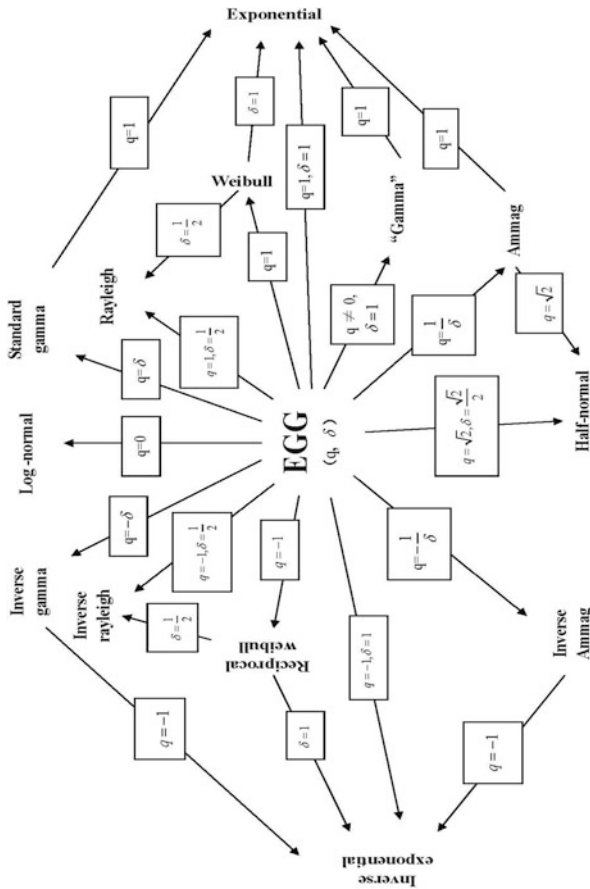 Exponential
q=1
δ=1
q=1, δ=1
q=1
q=1
Weibull
"Gamma"
Ammag
Standard
gamma
Rayleigh
δ=1/2
q=1
q ≠ 0,
δ=1
q=1/δ
q=√2
q=δ
q=1, δ=1/2
Log-normal
q=0
EGG
(q, δ)
q=√2, δ=√2/2
Half-normal
q=−δ
q=−1, δ=1/2
q=−1
q=−1/δ
Inverse
gamma
Inverse
rayleigh
δ=1/2
Reciprocal
weibull
q=−1, δ=1
Inverse
Ammag
q=−1
δ=1
q=−1
Inverse
exponential